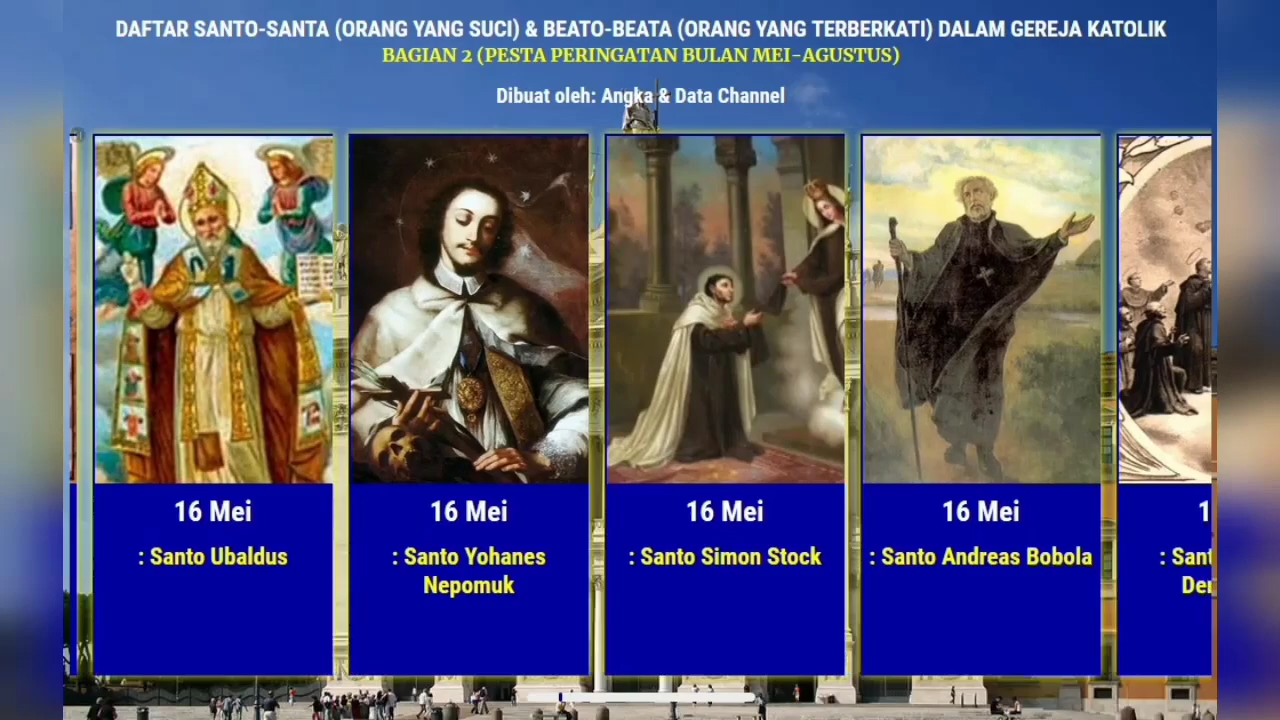 DAFTAR SANTO-SANTA (ORANG YANG SUCI) & BEATO-BEATA (ORANG YANG TERBERKATI) DALAM GEREJA KATOLIK
BAGIAN 2 (PESTA PERINGATAN BULAN MEI-AGUSTUS)
Dibuat oleh: Angka & Data Channel
16 Mei
: Santo Ubaldus
16 Mei
: Santo Yohanes
Nepomuk
16 Mei
: Santo Simon Stock
16 Mei
: Santo Andreas Bobola